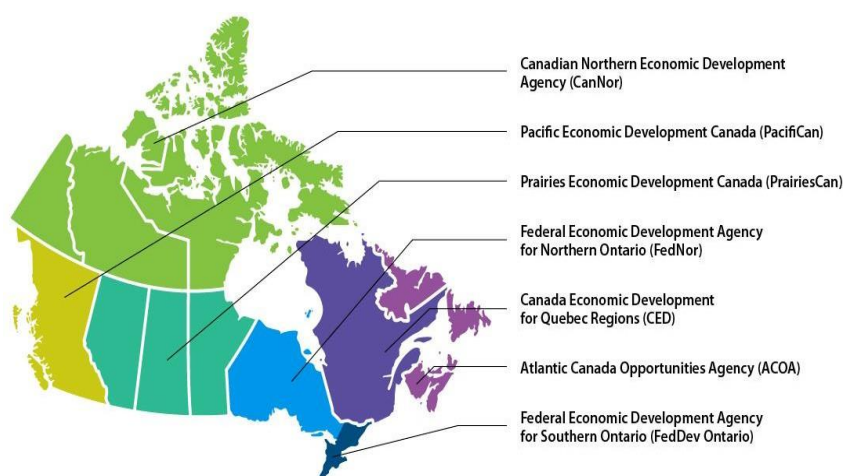 Canadian Northern Economic Development
Agency (CanNor)
Pacific Economic Development Canada (PacifiCan)
Prairies Economic Development Canada (PrairiesCan)
Federal Economic Development Agency
for Northern Ontario (FedNor)
Canada Economic Development
for Quebec Regions (CED)
Atlantic Canada Opportunities Agency (ACOA)
Federal Economic Development Agency
for Southern Ontario (FedDev Ontario)